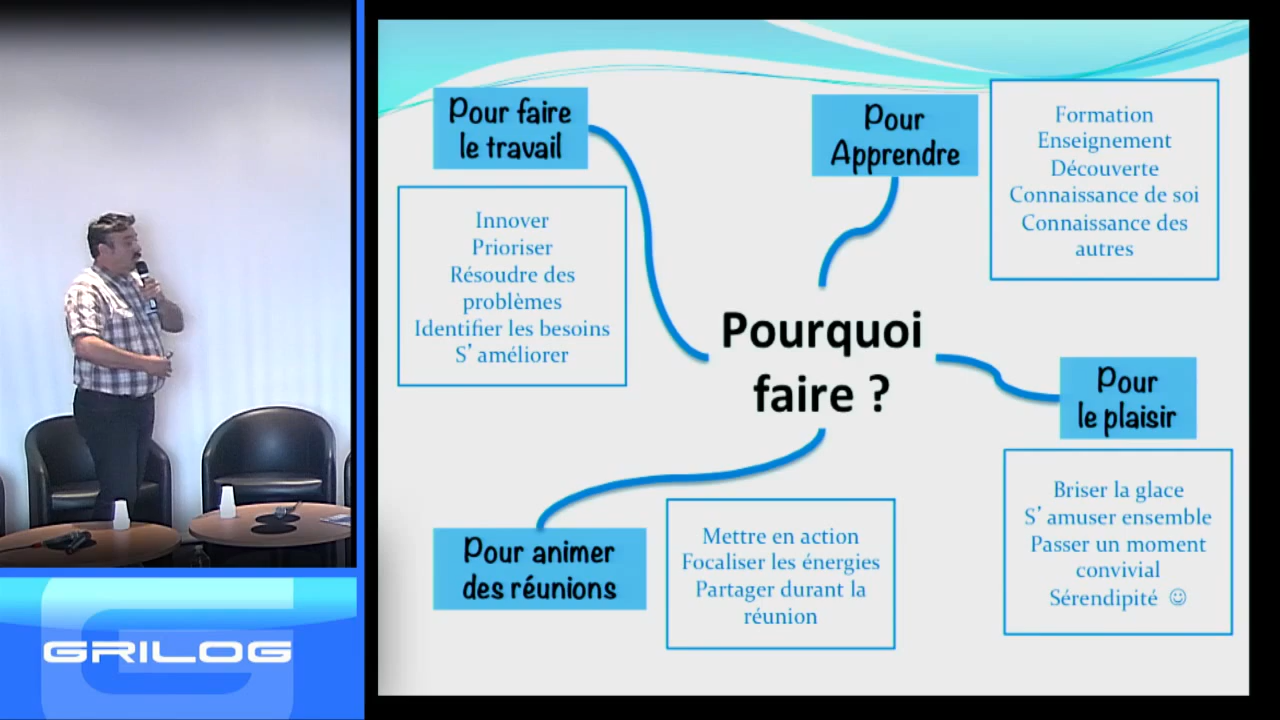 Pour faire
le travail
Innover
Prioriser
Résoudre des
problèmes
Identifier les besoins
S’ améliorer
Pour
Apprendre
Formation
Enseignement
Découverte
Connaissance de soi
Connaissance des
autres
Pourquoi
faire ?
Pour
le plaisir
Briser la glace
S’ amuser ensemble
Passer un moment
convivial
Sérendipité ☺
Pour animer
des réunions
Mettre en action
Focaliser les énergies
Partager durant la
réunion
GRILOG